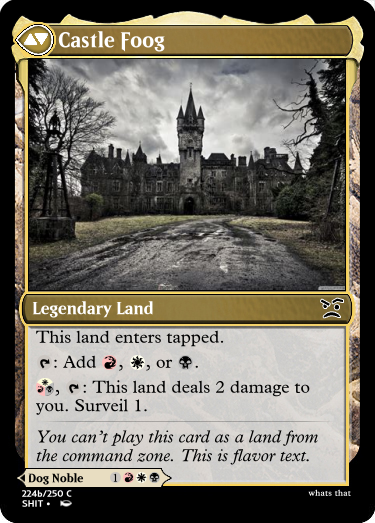 Castle Foog
Legendary Land
This land enters tapped.
: Add , , or .
, : This land deals 2 damage to
you. Surveil 1.
You can't play this card as a land from
the command zone. This is flavor text.
Dog Noble 1
224b/250 C
SHIT •
whats that